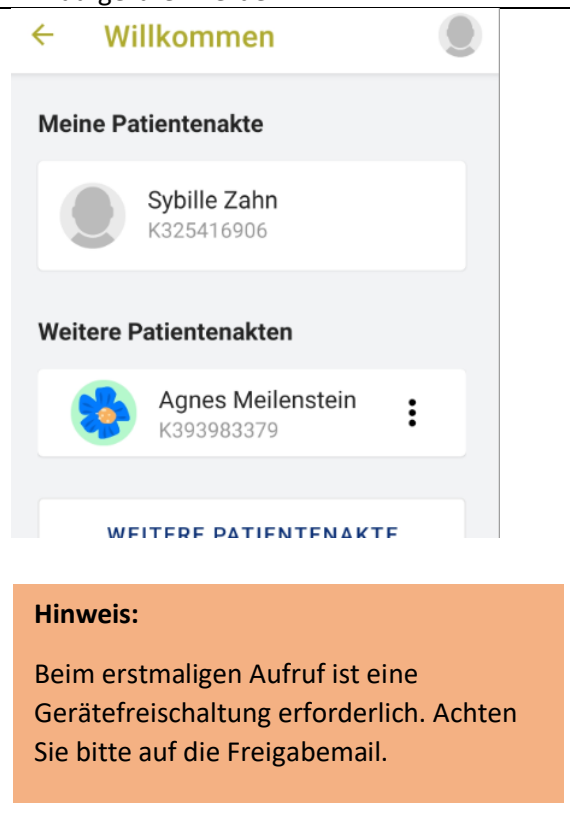 Willkommen
Meine Patientenakte
Sybille Zahn
K325416906
Weitere Patientenakten
Agnes Meilenstein
K393983379
WEITERE PATIENTENAKTE
Hinweis:
Beim erstmaligen Aufruf ist eine
Gerätefreischaltung erforderlich. Achten
Sie bitte auf die Freigabemail.